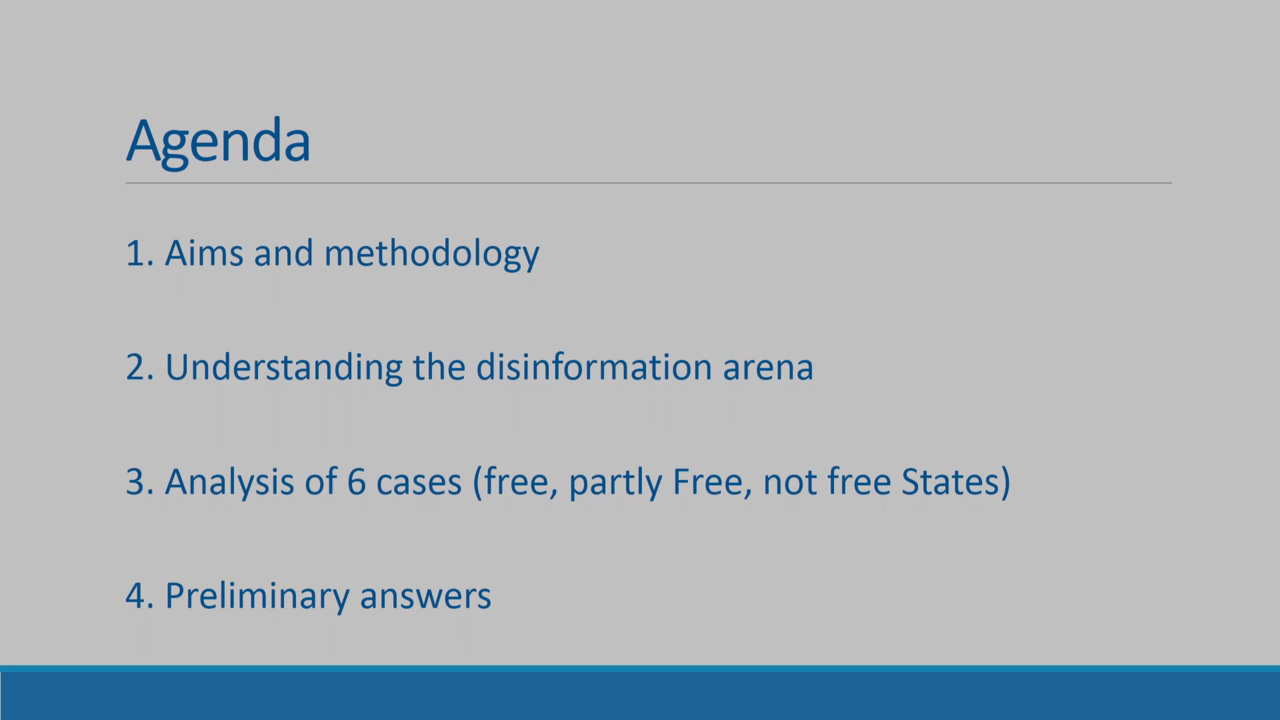 Agenda
1. Aims and methodology
2. Understanding the disinformation arena
3. Analysis of 6 cases (free, partly Free, not free States)
4. Preliminary answers